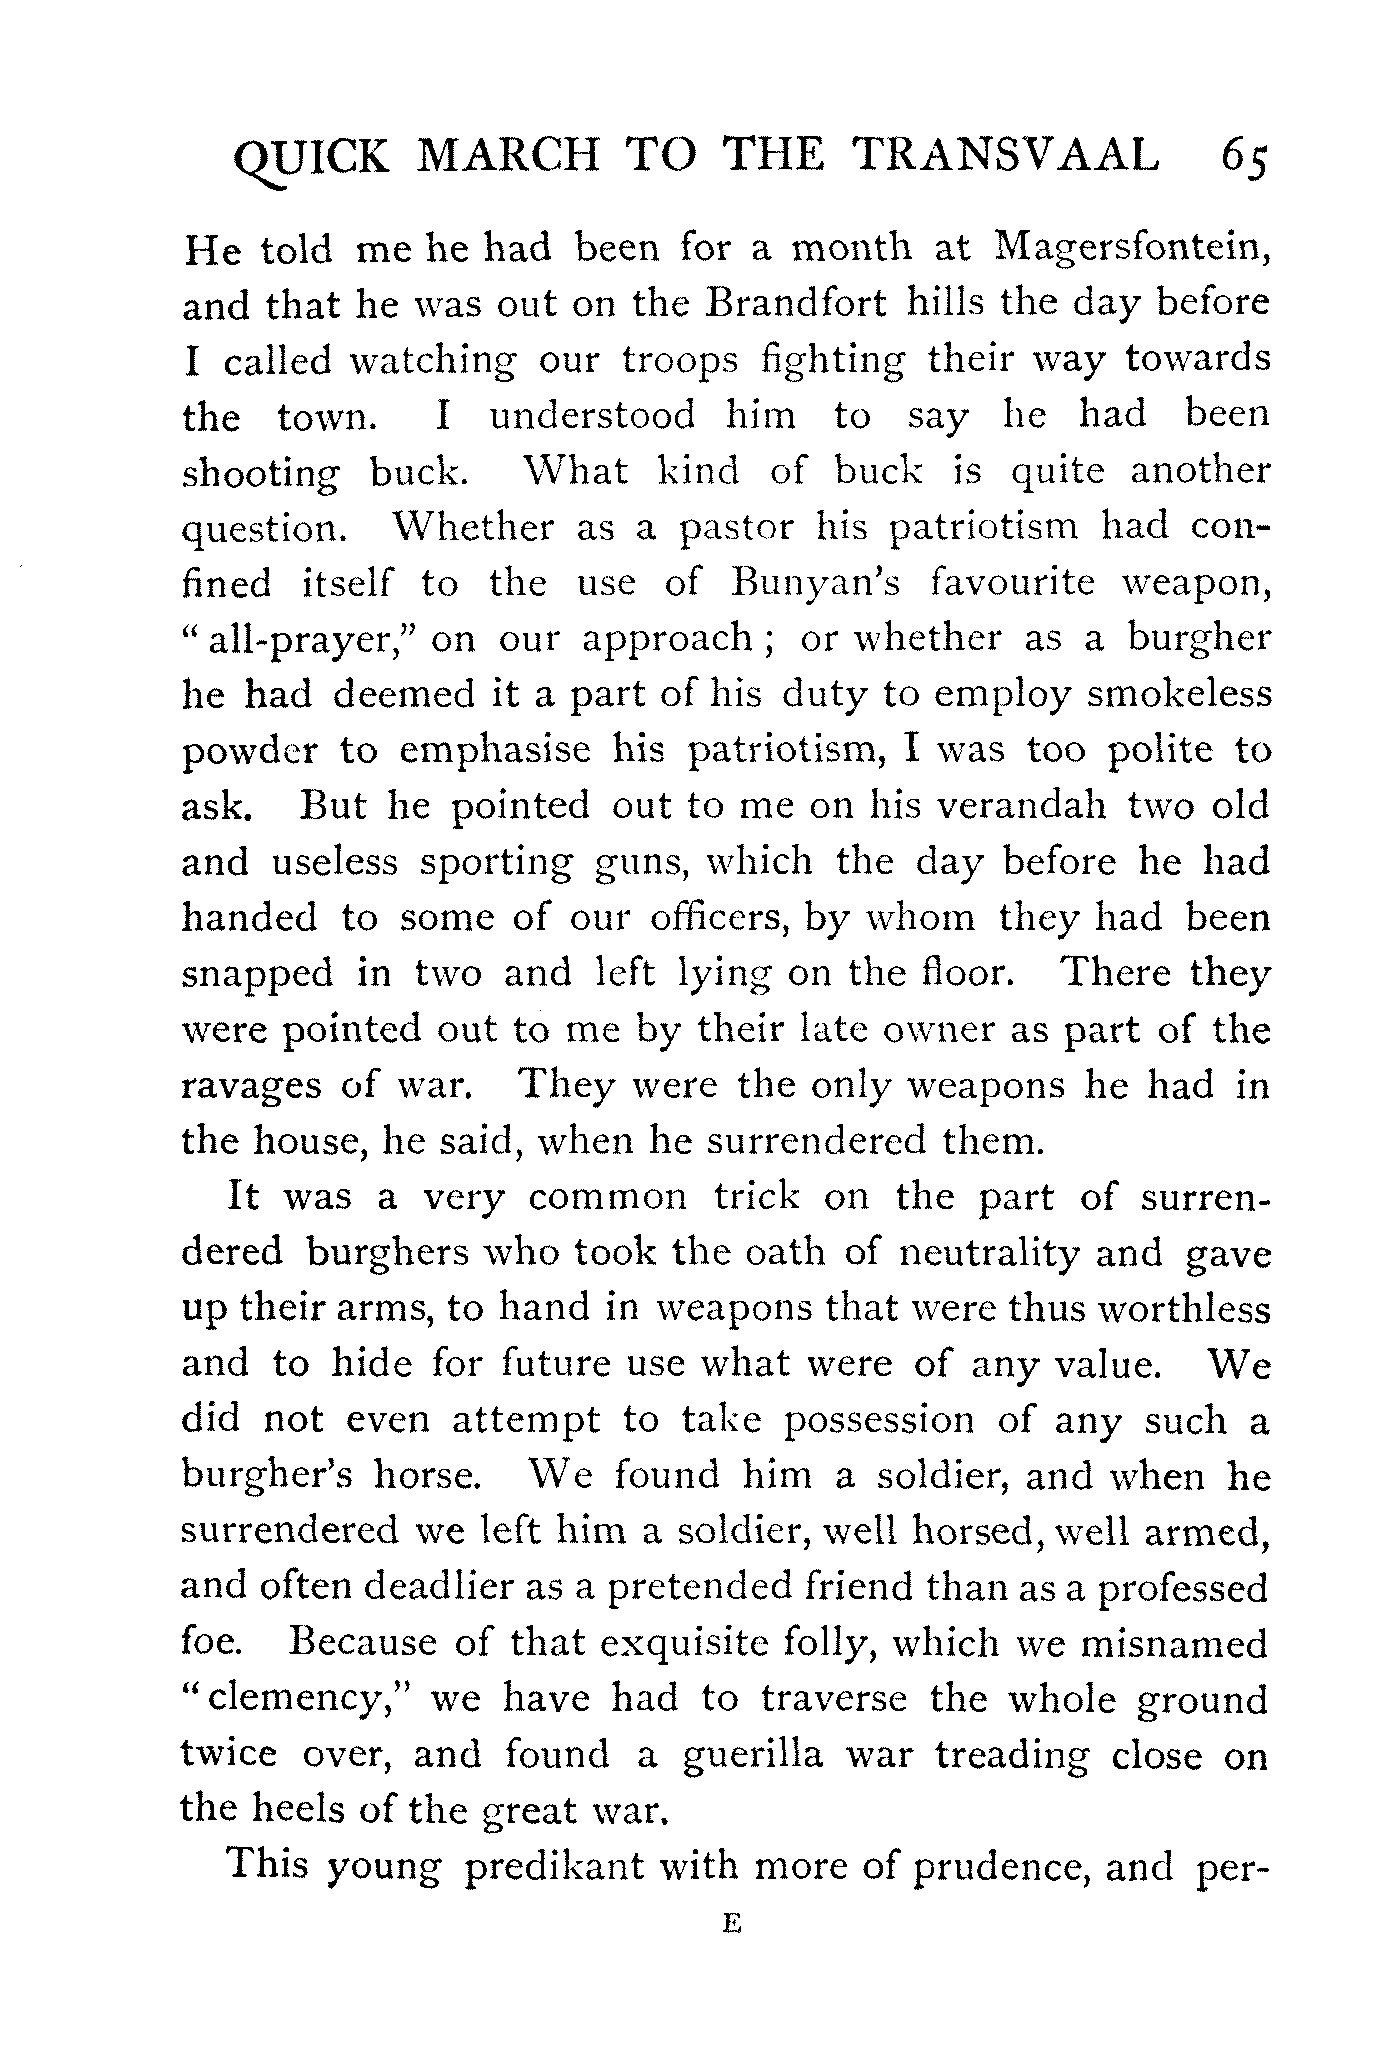 QUICK MARCH TO THE TRANSVAAL 65
He told me he had been for a month at Magersfontein,
and that he was out on the Brandfort hills the day before
I called watching our troops fighting their way towards
the town. I understood him to say he had been
shooting buck. What kind of buck is quite another
question. Whether as a pastor his patriotism had con-
fined itself to the use of Bunyan's favourite weapon,
"all-prayer," on our approach; or whether as a burgher
he had deemed it a part of his duty to employ smokeless
powder to emphasise his patriotism, I was too polite to
ask. But he pointed out to me on his verandah two old
and useless sporting guns, which the day before he had
handed to some of our officers, by whom they had been
snapped in two and left lying on the floor. There they
were pointed out to me by their late owner as part of the
ravages of war. They were the only weapons he had in
the house, he said, when he surrendered them.
It was a very common trick on the part of surren-
dered burghers who took the oath of neutrality and gave
up their arms, to hand in weapons that were thus worthless
and to hide for future use what were of any value. We
did not even attempt to take possession of any such a
burgher's horse. We found him a soldier, and when he
surrendered we left him a soldier, well horsed, well armed,
and often deadlier as a pretended friend than as a professed
foe. Because of that exquisite folly, which we misnamed
"clemency," we have had to traverse the whole ground
twice over, and found a guerilla war treading close on
the heels of the great war.
This young predikant with more of prudence, and per-
E